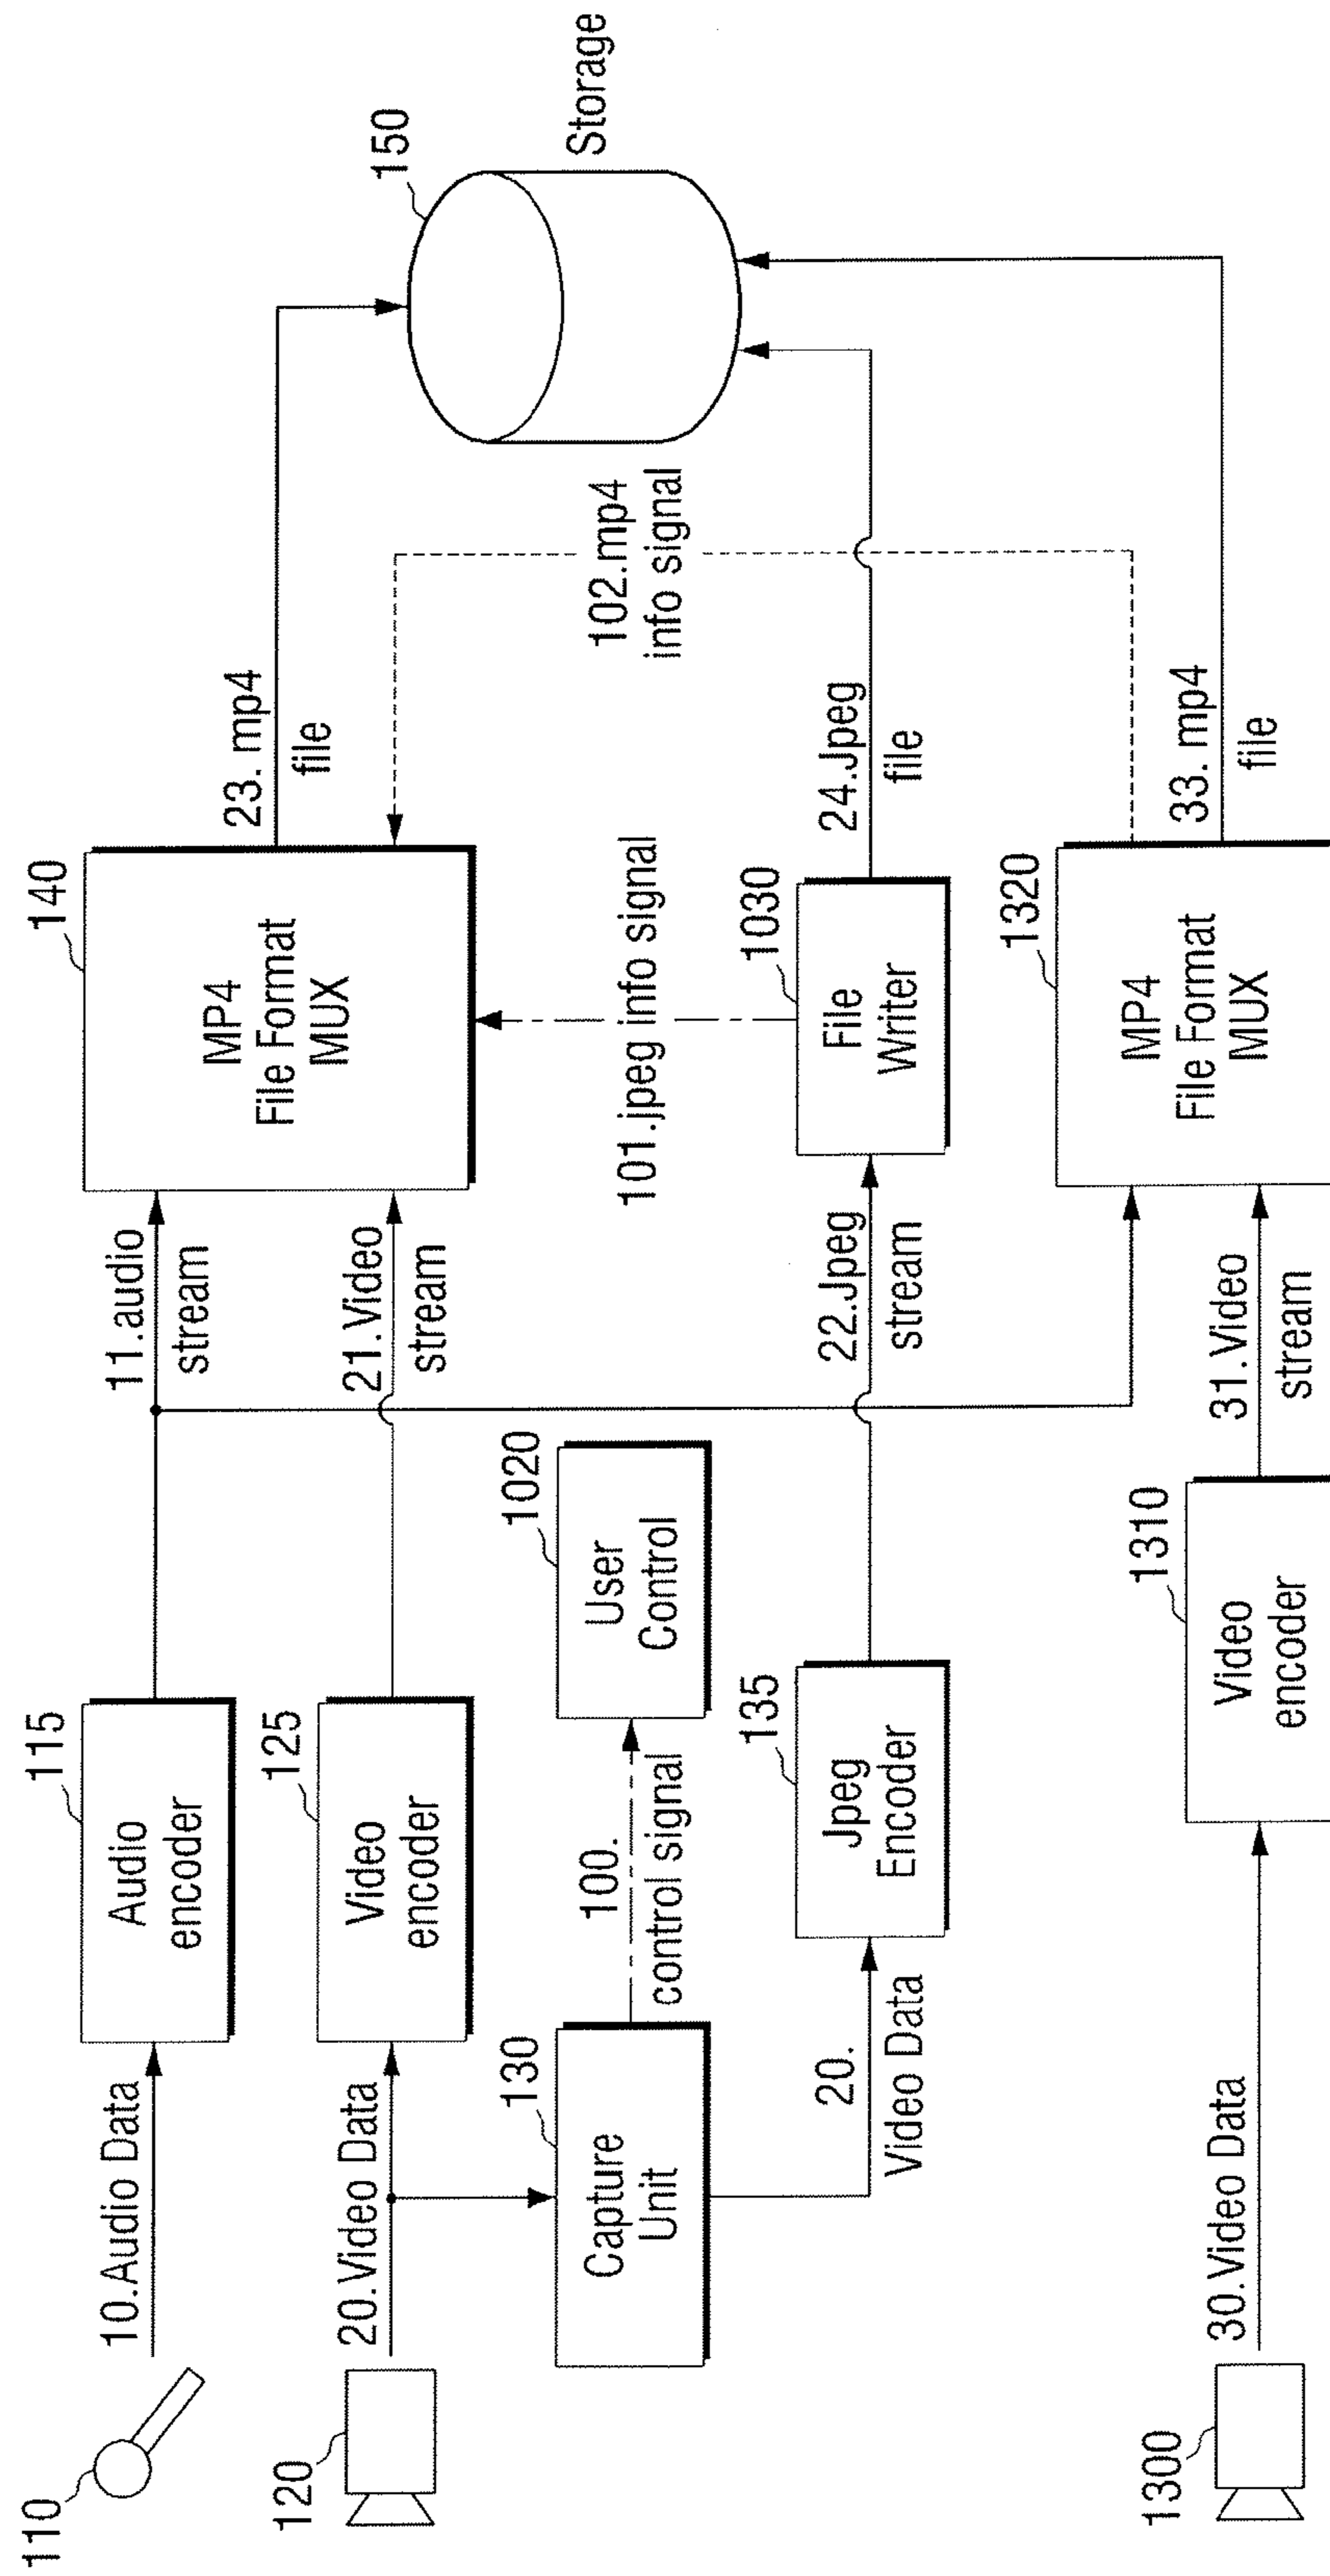 110
10.Audio Data
115
Audio
encoder
11.audio
stream
140
MP4
File Format
MUX
23. mp4
file
150
Storage
120
20.Video Data
125
Video
encoder
21.Video
stream
102.mp4
info signal
130
Capture
Unit
100.
control signal
1020
User
Control
101.jpeg info signal
20.
Video Data
135
Jpeg
Encoder
22.Jpeg
stream
1030
File
Writer
24.Jpeg
file
1300
30.Video Data
1310
Video
encoder
31.Video
stream
1320
MP4
File Format
MUX
33. mp4
file